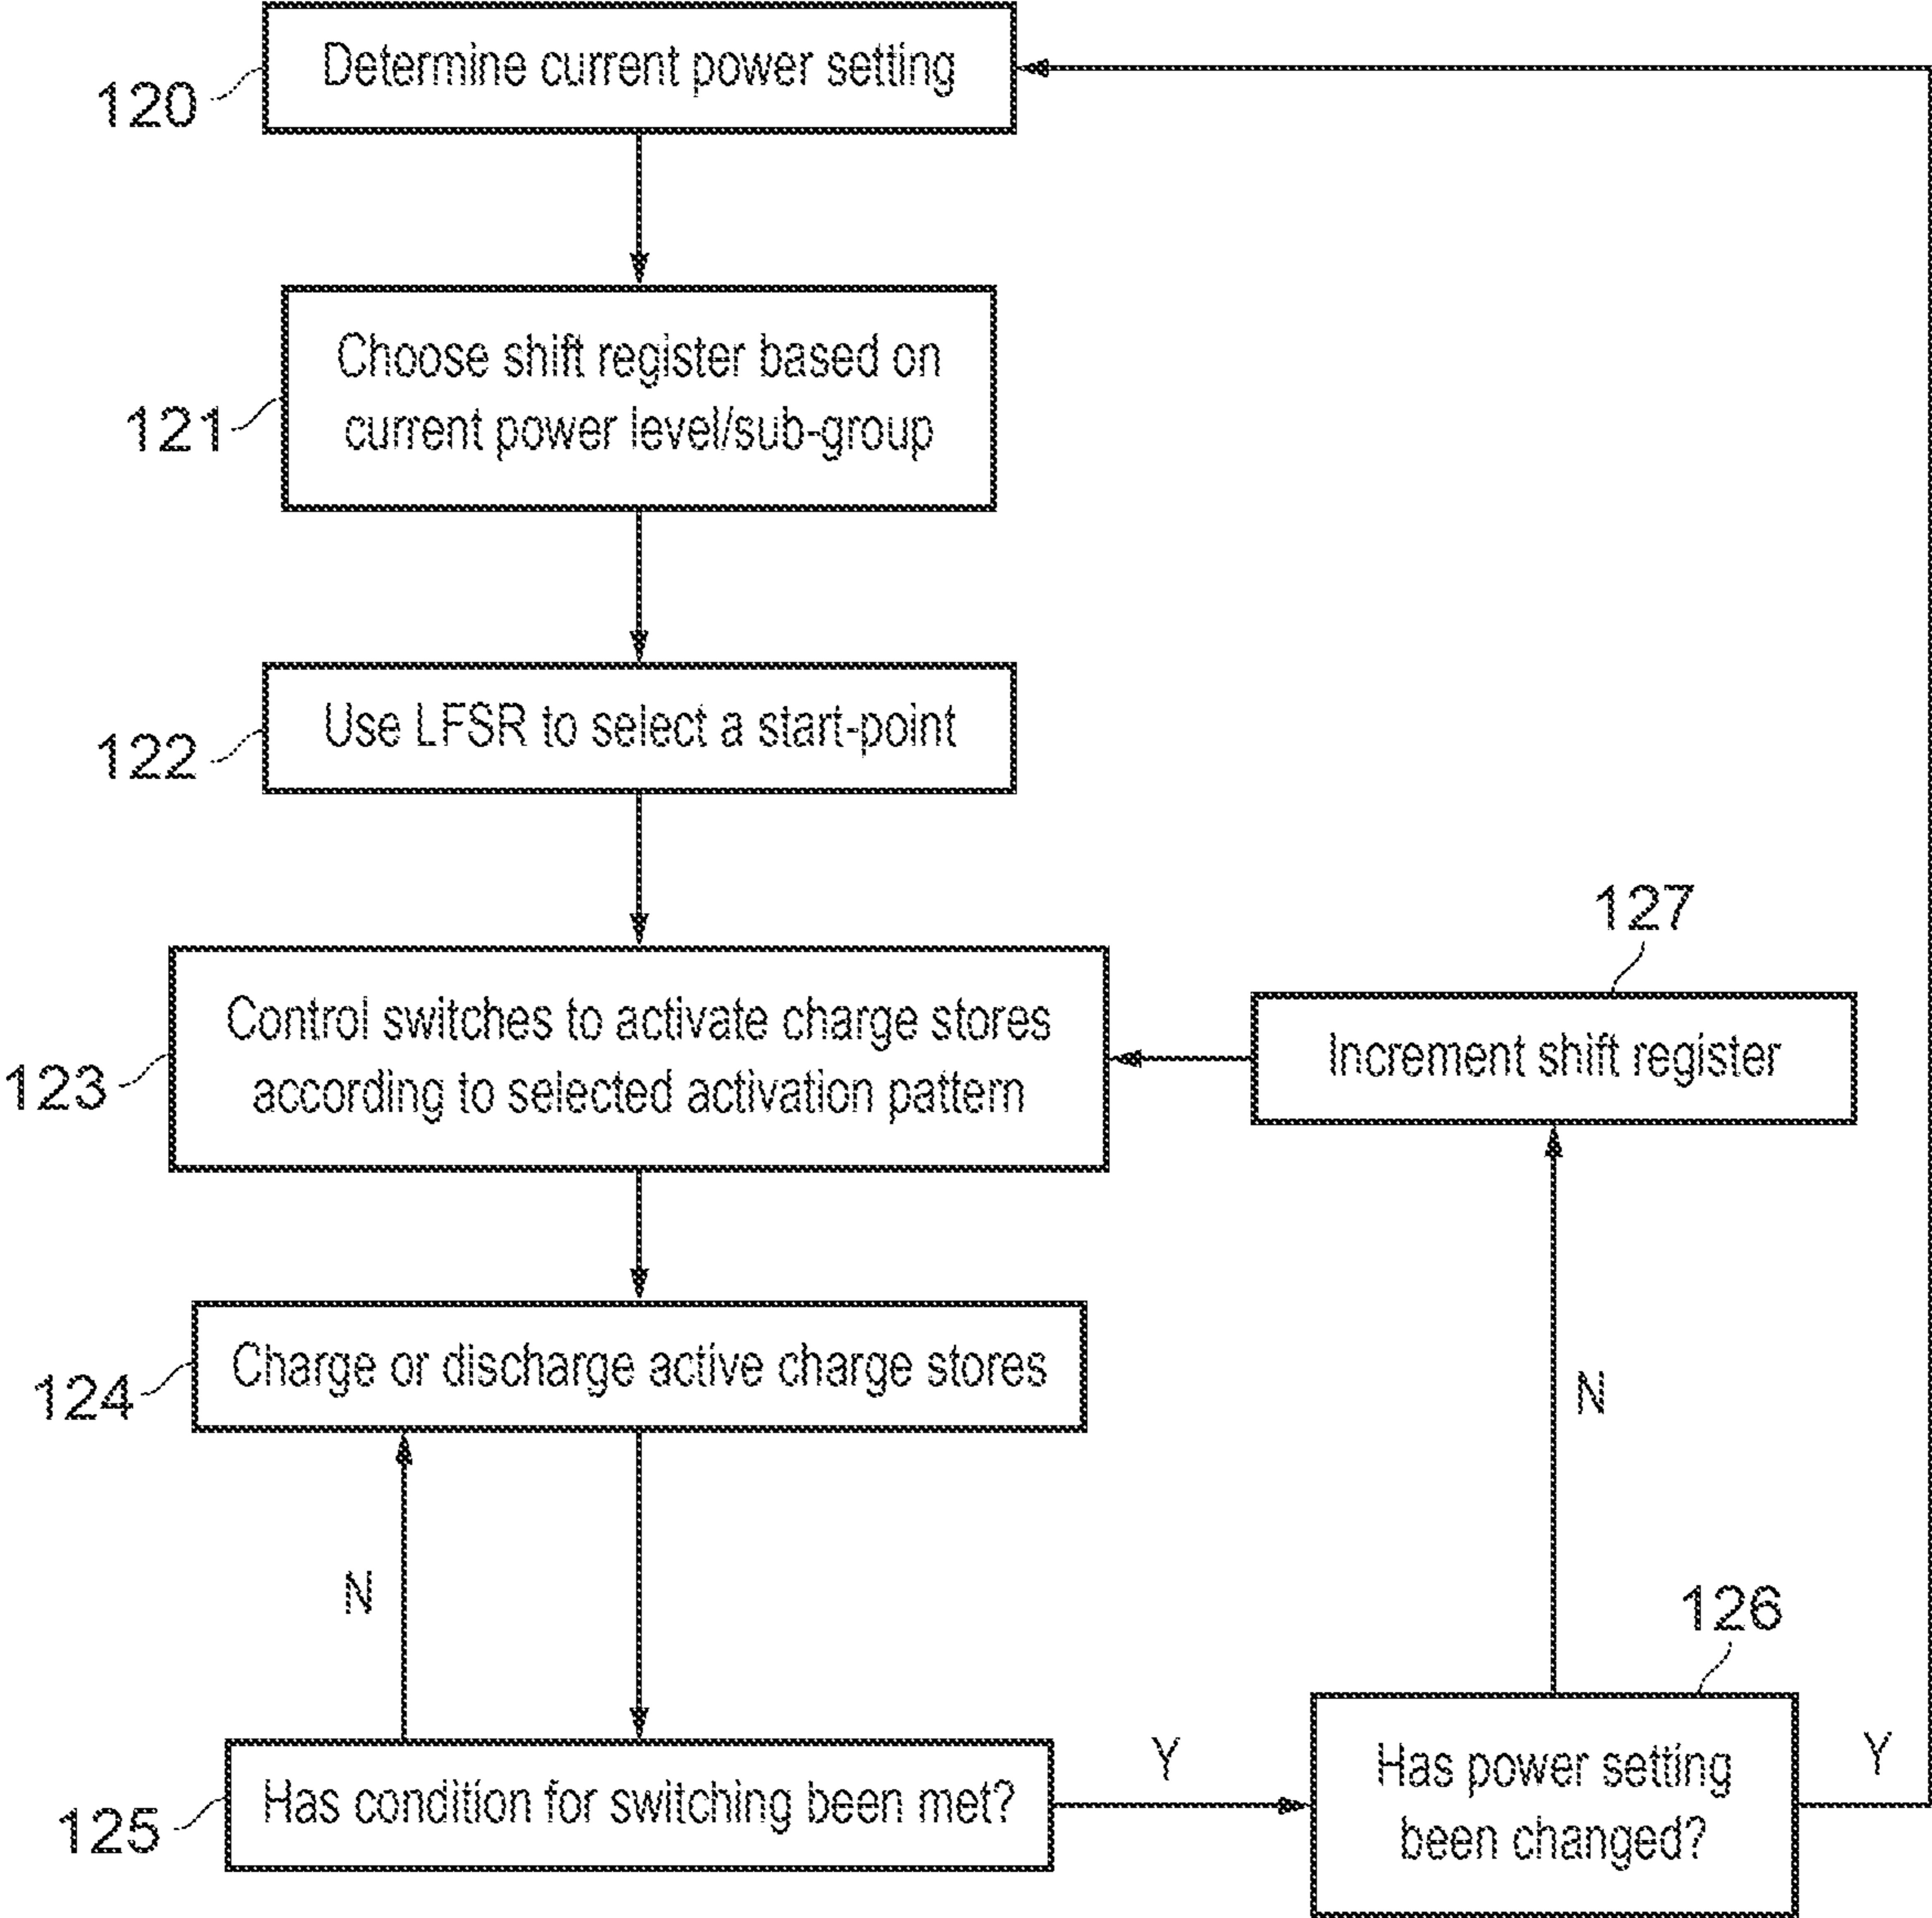 120
Determine current power setting
121
Choose shift register based on
current power level/sub-group
122
Use LFSR to select a start-point
123
Control switches to activate charge stores
according to selected activation pattern
127
Increment shift register
124
Charge or discharge active charge stores
N
N
125
Has condition for switching been met?
Y
126
Has power setting
been changed?
Y